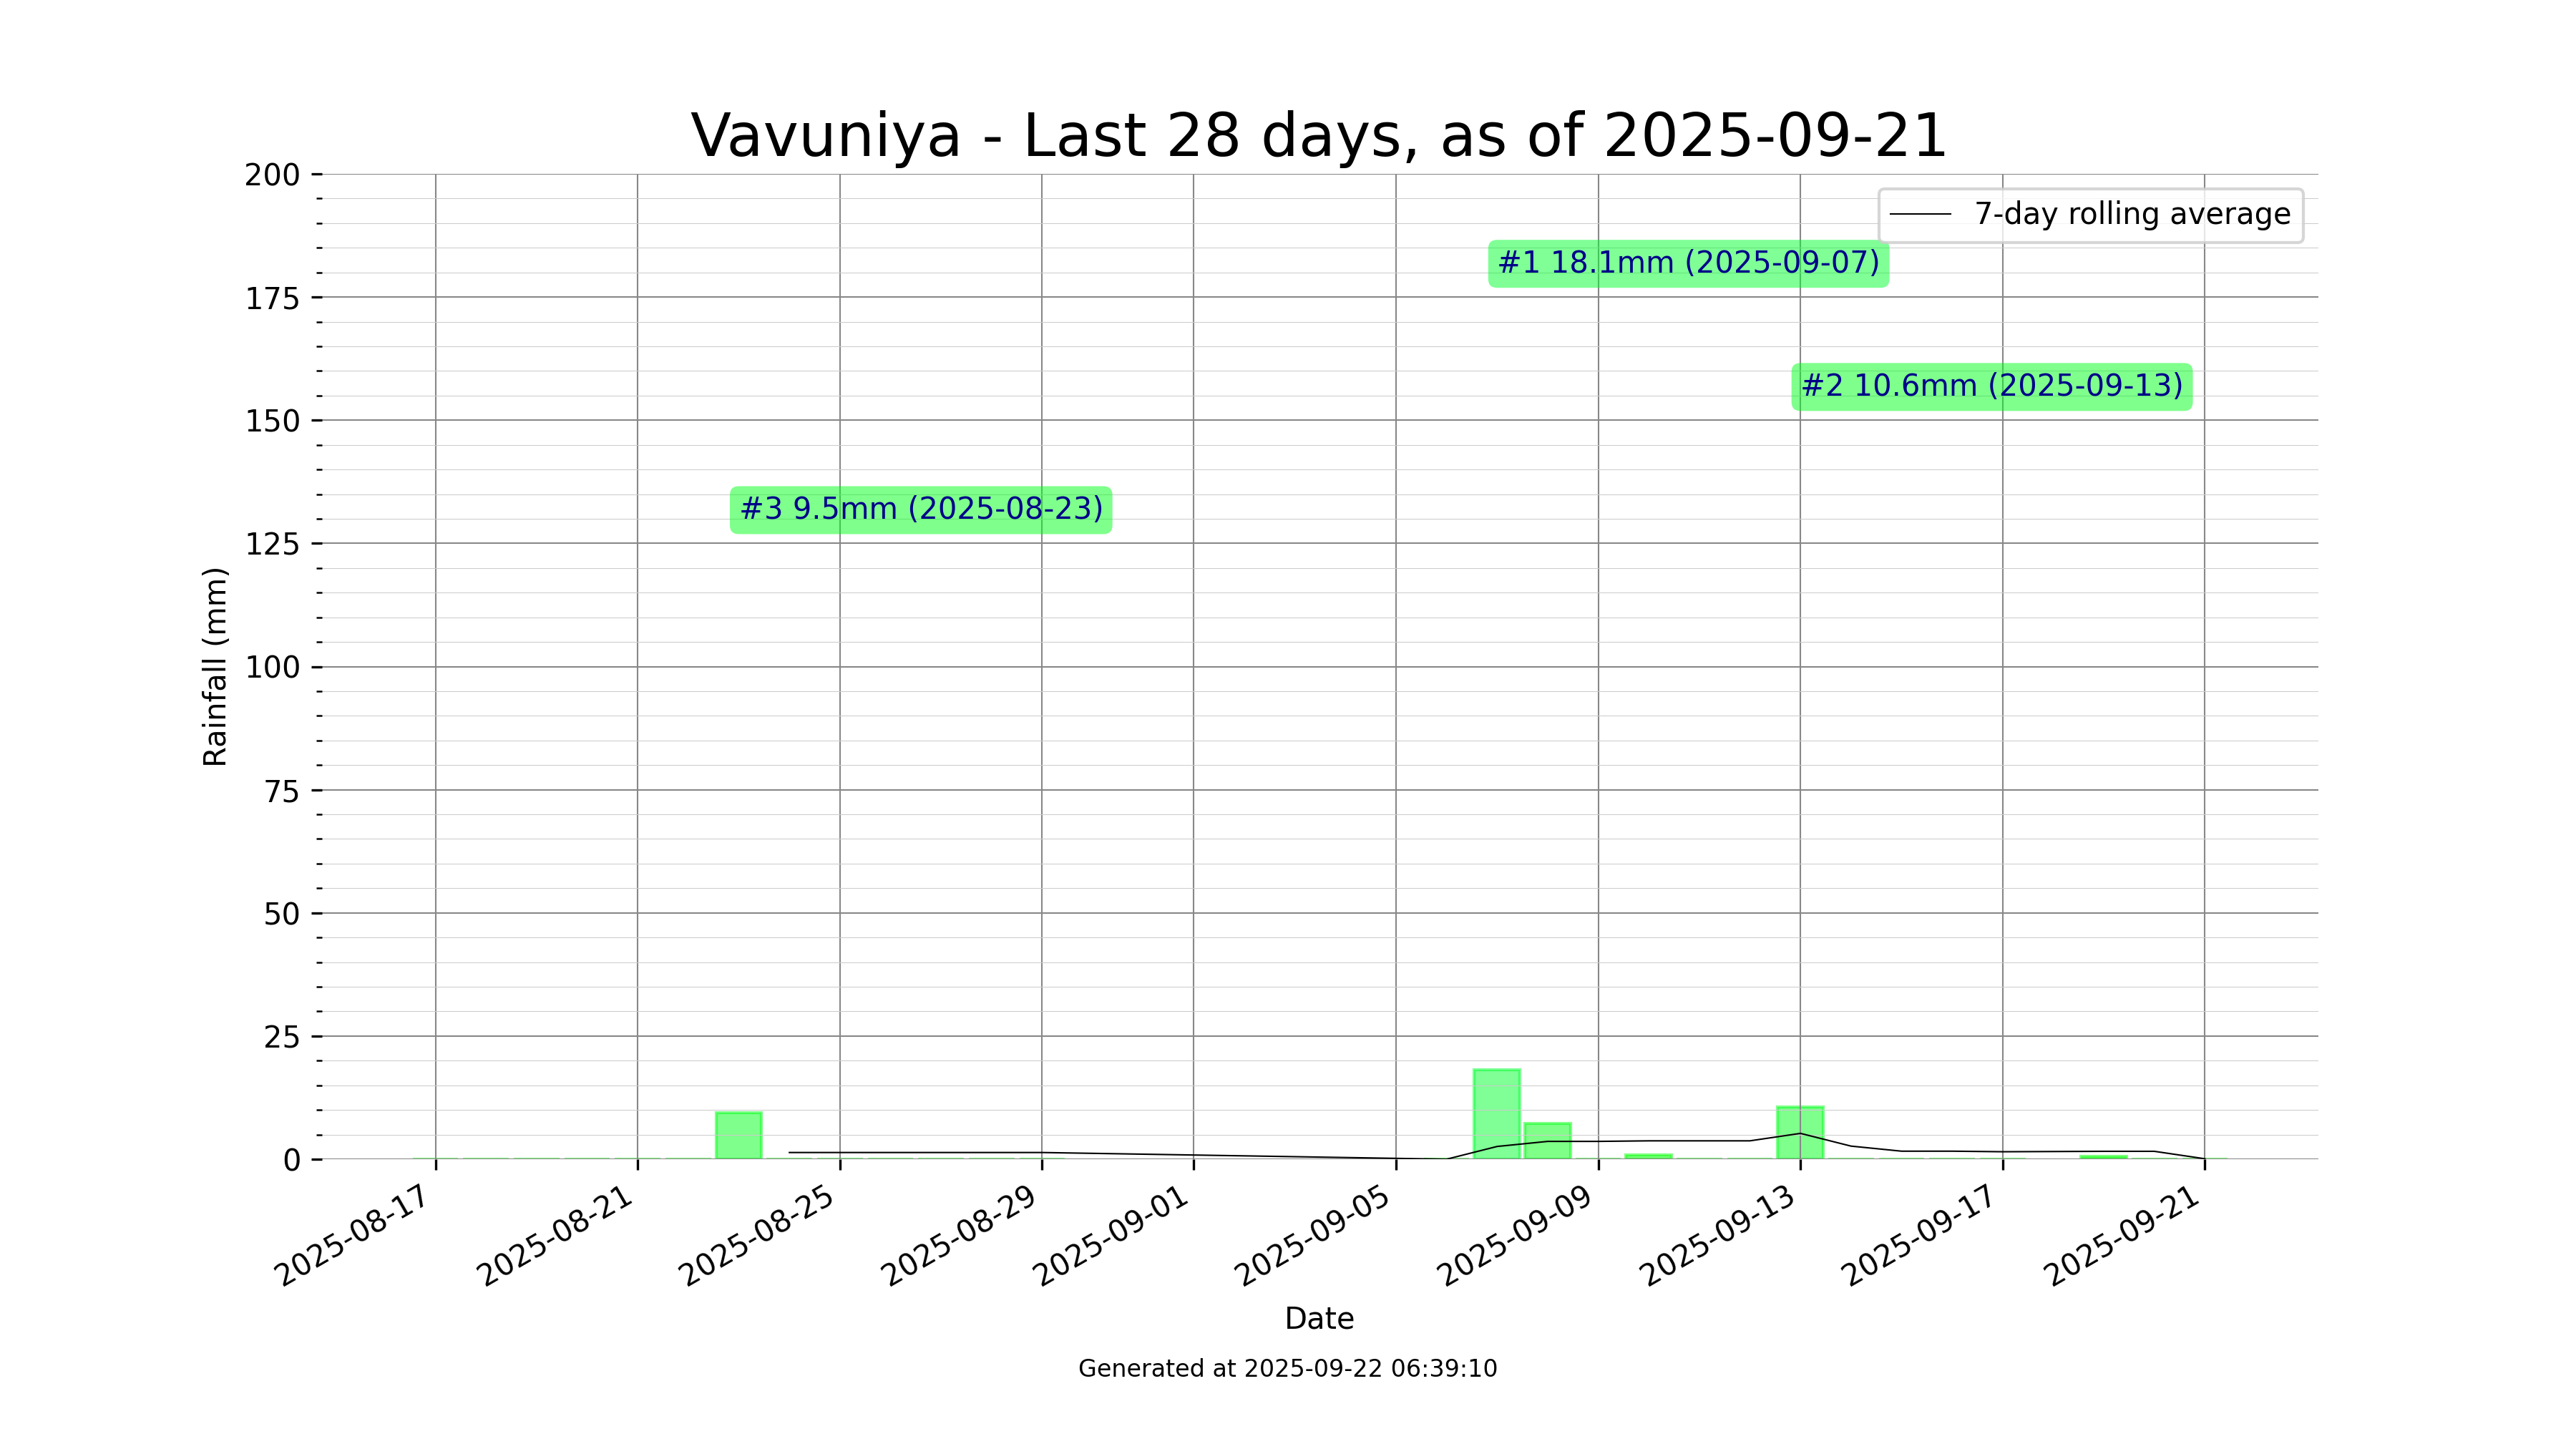 Vavuniya - Last 28 days, as of 2025-09-21
200
175
150
125
100
75
50
25
0
Rainfall (mm)
7-day rolling average
#1 18.1mm (2025-09-07)
#2 10.6mm (2025-09-13)
#3 9.5mm (2025-08-23)
2025-08-17
2025-08-21
2025-08-25
2025-08-29
2025-09-01
2025-09-05
2025-09-09
2025-09-13
2025-09-17
2025-09-21
Date
Generated at 2025-09-22 06:39:10